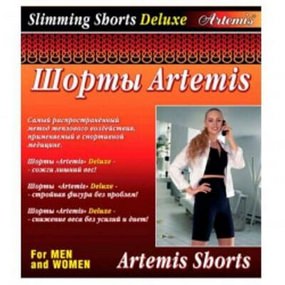 Slimming Shorts Deluxe Artemis®
Шорты Artemis
Самый распространённый
метод теплового воздействия,
применяемый в спортивной
медицине.
Шорты «Artemis» Deluxe -
- сожги лишний вес!
Шорты «Artemis» Deluxe -
- стройная фигура без проблем!
Шорты «Artemis» Deluxe -
- снижение веса без усилий и диет!
For MEN
and WOMEN
Artemis Shorts